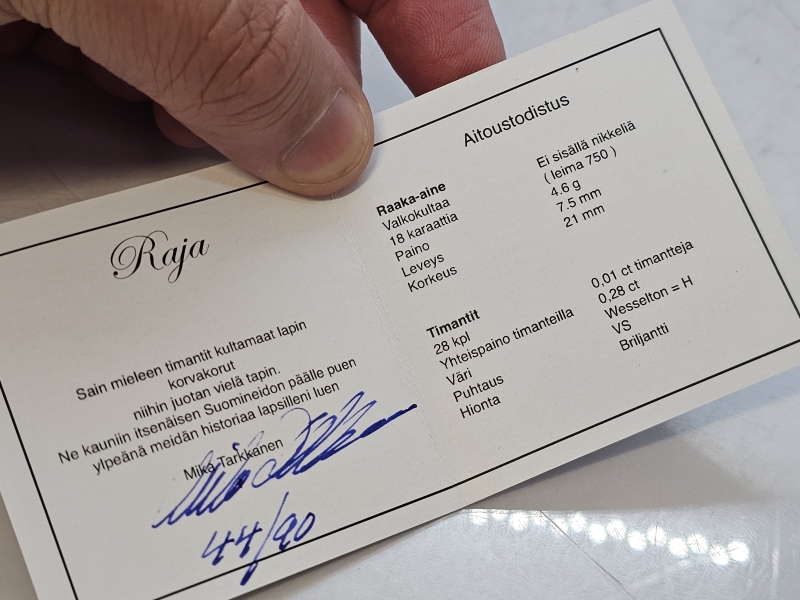 Raja
Sain mieleen timantit kultamaat lapin
korvakorut
niihin juotan vielä tapin.
Ne kauniin itsenäisen Suomineidon päälle puen
ylpeänä meidän historiaa lapsilleni luen
Mika Tarkkanen
44/90
Aitoustodistus
Raaka-aine
Valkokultaa Ei sisällä nikkeliä
18 karaattia ( leima 750 )
Paino 4.6 g
Leveys 7.5 mm
Korkeus 21 mm
Timantit
28 kpl 0,01 ct timantteja
Yhteispaino timanteilla 0,28 ct
Väri Wesselton = H
Puhtaus VS
Hionta Briljantti